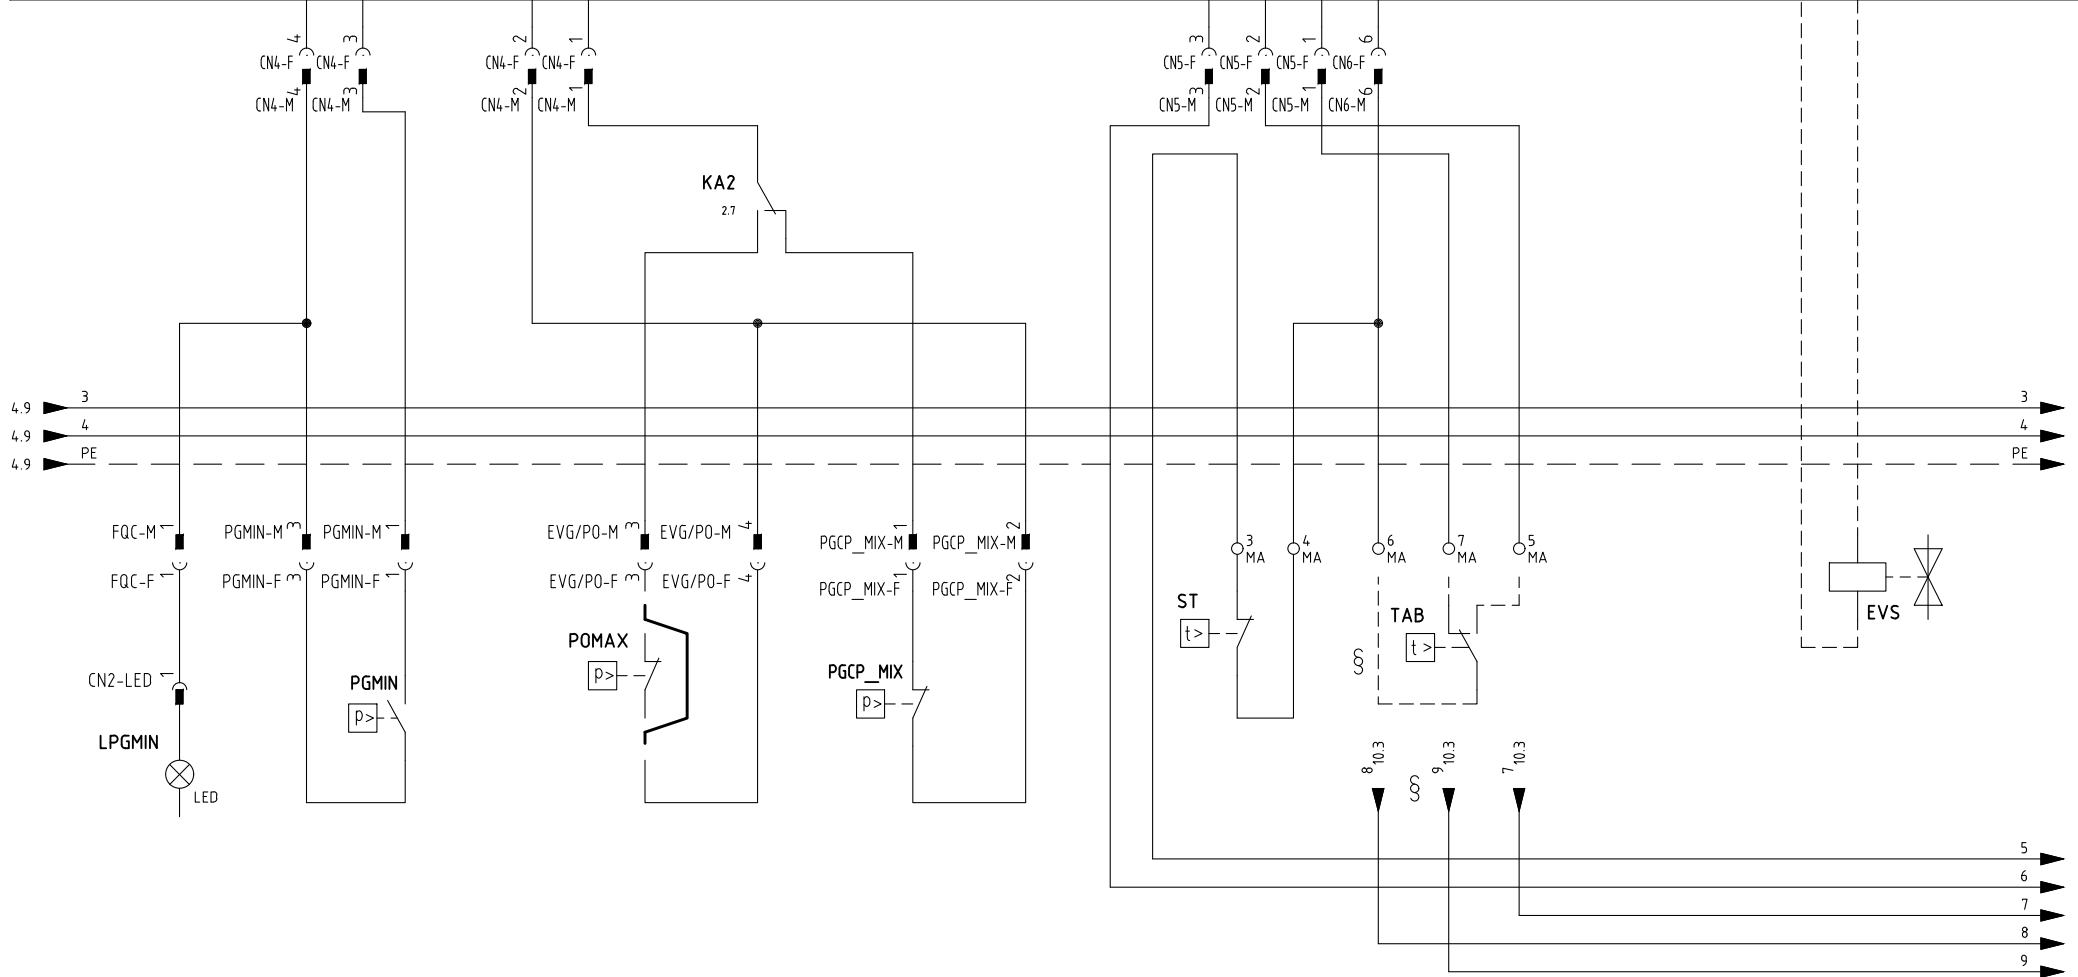 4 3 2 1 3 2 1 6
CN4-F CN4-F CN4-F CN4-F CN5-F CN5-F CN5-F CN6-F
4 3 2 1 3 2 1 6
CN4-M CN4-M CN4-M CN4-M CN5-M CN5-M CN5-M CN6-M
KA2
2.7
4.9 3 3
4.9 4 4
4.9 PE PE
FQC-M 1 PGMIN-M 3 PGMIN-M 1 EVG/PO-M 3 EVG/PO-M 4 PGCP_MIX-M 1 PGCP_MIX-M 2
3 4 6 7 5
MA MA MA MA MA
FQC-F 1 PGMIN-F 3 PGMIN-F 1 EVG/PO-F 3 EVG/PO-F 4 PGCP_MIX-F 1 PGCP_MIX-F 2
ST
t>
TAB
t >
§
EVS
POMAX
p>
CN2-LED 1
PGMIN
p>
PGCP_MIX
p>
LPGMIN
LED
8 10.3 § 9 10.3 7 10.3
5
6
7
8
9